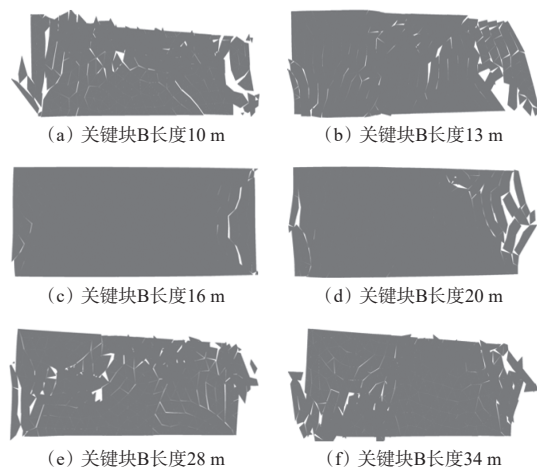 （a）关键块B长度10 m
（b）关键块B长度13 m
（c）关键块B长度16 m
（d）关键块B长度20 m
（e）关键块B长度28 m
（f）关键块B长度34 m